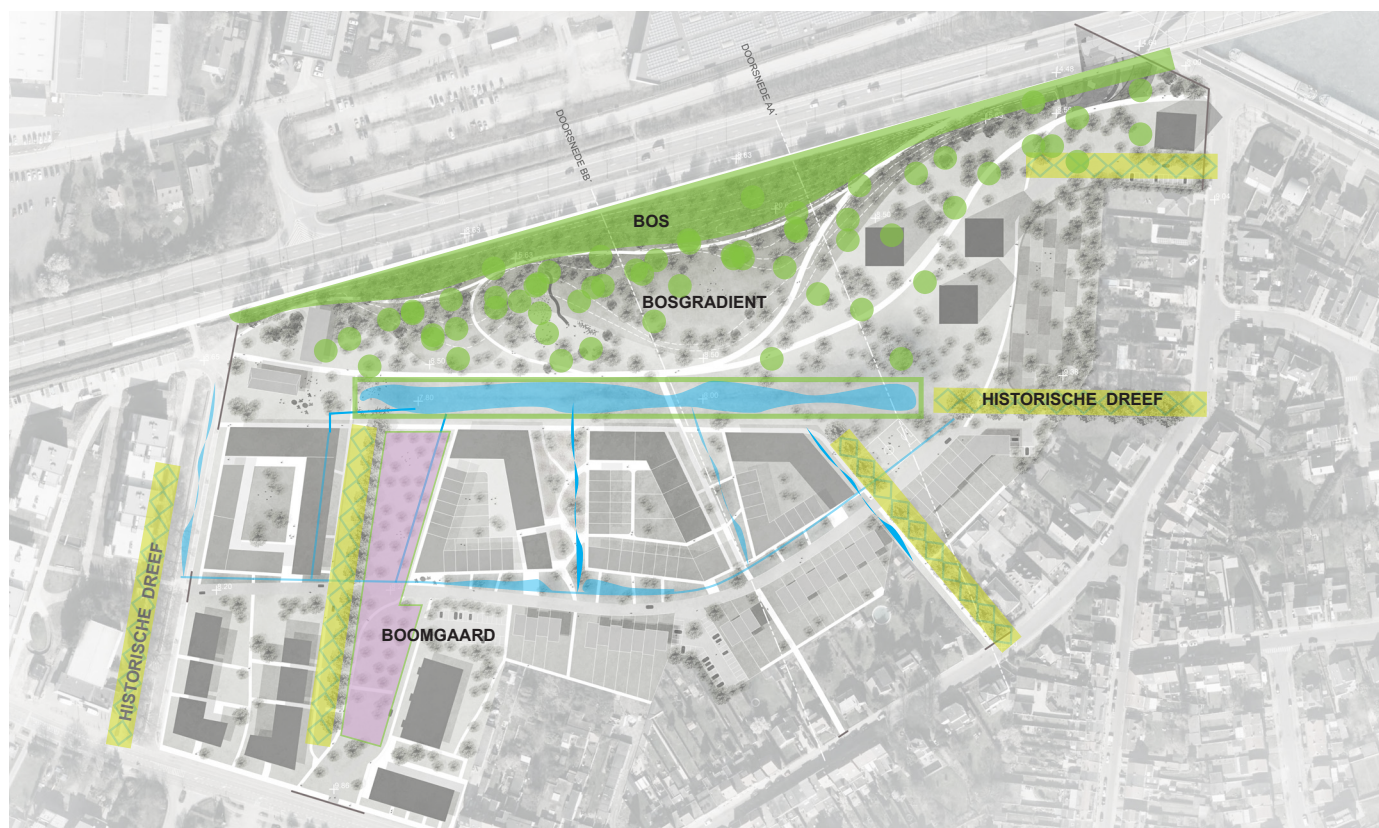 DOORSNEDE AA'
DOORSNEDE BB'
BOS
BOSGRADIENT
HISTORISCHE DREEF
HISTORISCHE DREEF
BOOMGAARD